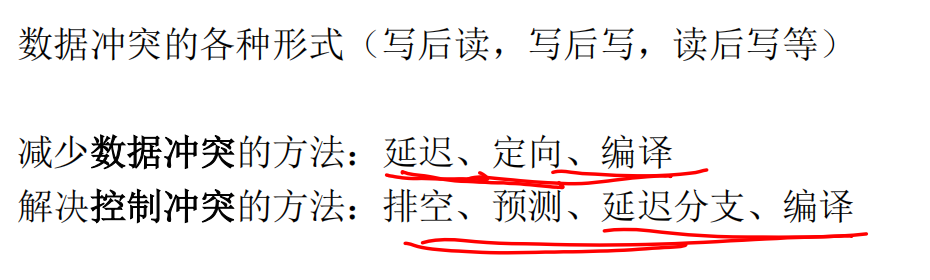 数据冲突的各种形式（写后读，写后写，读后写等）
减少数据冲突的方法：延迟、定向、编译
解决控制冲突的方法：排空、预测、延迟分支、编译